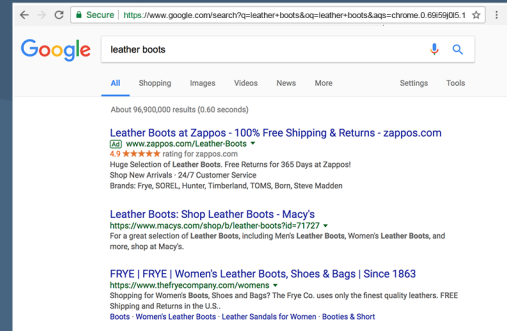 Secure https://www.google.com/search?q=leather+boots&oq=leather+boots&aqs=chrome.0.69i59j0l5.1
Google
leather boots
All Shopping Images Videos News More Settings Tools
About 96,900,000 results (0.60 seconds)
Leather Boots at Zappos - 100% Free Shipping & Returns - zappos.com
Ad www.zappos.com/Leather-Boots
4.9 ★★★★★ rating for zappos.com
Huge Selection of Leather Boots. Free Returns for 365 Days at Zappos!
Shop New Arrivals · 24/7 Customer Service
Brands: Frye, SOREL, Hunter, Timberland, TOMS, Born, Steve Madden
Leather Boots: Shop Leather Boots - Macy's
https://www.macys.com/shop/b/leather-boots?id=71727
For a great selection of Leather Boots, including Men's Leather Boots, Women's Leather Boots, and
more, shop at Macy's.
FRYE | FRYE | Women's Leather Boots, Shoes & Bags | Since 1863
https://www.thefryecompany.com/womens
Shopping for Women's Boots, Shoes and Bags? The Frye Co. uses only the finest quality leathers. FREE
Shipping and Returns in the U.S..
Boots · Women's Leather Boots · Leather Sandals for Women · Booties & Short